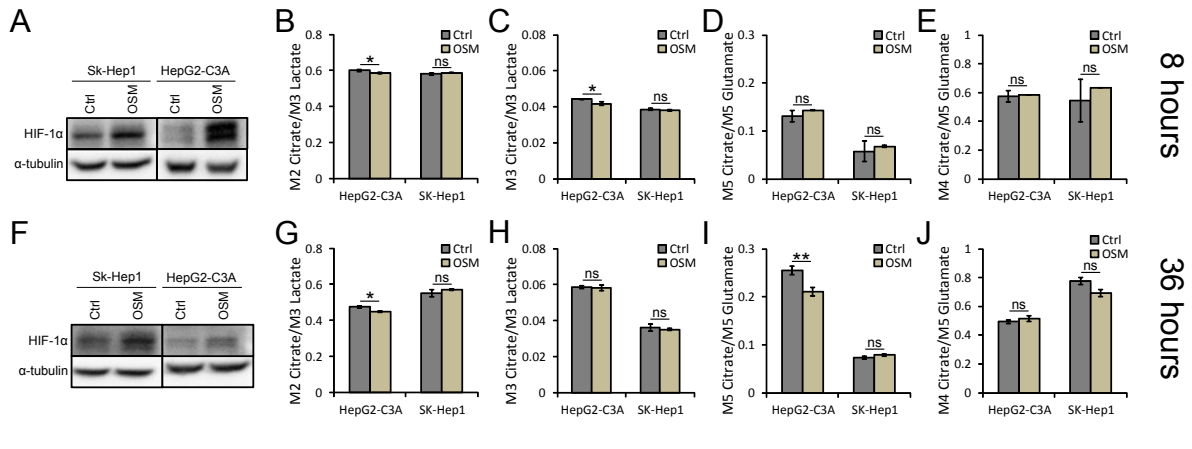 A
Sk-Hep1 HepG2-C3A
Ctrl OSM Ctrl OSM
HIF-1α
α-tubulin
B
M2 Citrate/M3 Lactate
0.8
0.6
0.4
0.2
0
Ctrl
OSM
*
ns
HepG2-C3A SK-Hep1
C
M3 Citrate/M3 Lactate
0.08
0.06
0.04
0.02
0
Ctrl
OSM
*
ns
HepG2-C3A SK-Hep1
D
M5 Citrate/M5 Glutamate
0.3
0.2
0.1
0
Ctrl
OSM
ns
ns
HepG2-C3A SK-Hep1
E
M4 Citrate/M5 Glutamate
1
0.8
0.6
0.4
0.2
0
Ctrl
OSM
ns
ns
HepG2-C3A SK-Hep1
8 hours
F
Sk-Hep1 HepG2-C3A
Ctrl OSM Ctrl OSM
HIF-1α
α-tubulin
G
M2 Citrate/M3 Lactate
0.8
0.6
0.4
0.2
0
Ctrl
OSM
*
ns
HepG2-C3A SK-Hep1
H
M3 Citrate/M3 Lactate
0.08
0.06
0.04
0.02
0
Ctrl
OSM
ns
ns
HepG2-C3A SK-Hep1
I
M5 Citrate/M5 Glutamate
0.3
0.2
0.1
0
Ctrl
OSM
**
ns
HepG2-C3A SK-Hep1
J
M4 Citrate/M5 Glutamate
1
0.8
0.6
0.4
0.2
0
Ctrl
OSM
ns
ns
HepG2-C3A SK-Hep1
36 hours